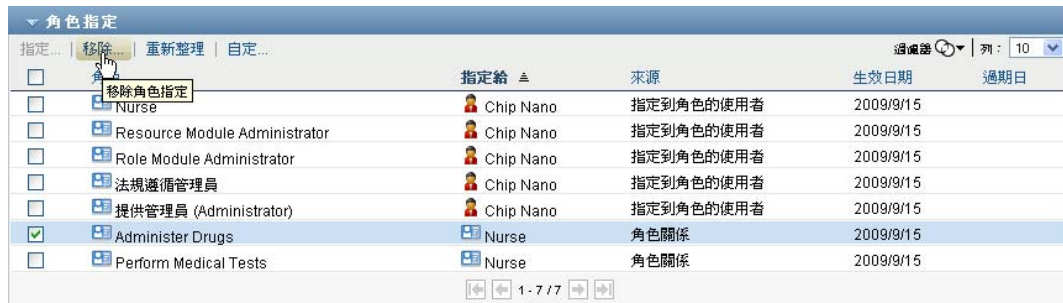 角色指定
指定... | 移除... | 重新整理 | 自定... 過濾器 列: 10
移除角色指定
指定給 來源 生效日期 過期日
Nurse Chip Nano 指定到角色的使用者 2009/9/15
Resource Module Administrator Chip Nano 指定到角色的使用者 2009/9/15
Role Module Administrator Chip Nano 指定到角色的使用者 2009/9/15
法規遵循管理員 Chip Nano 指定到角色的使用者 2009/9/15
提供管理員 (Administrator) Chip Nano 指定到角色的使用者 2009/9/15
Administer Drugs Nurse 角色關係 2009/9/15
Perform Medical Tests Nurse 角色關係 2009/9/15
1 - 7 / 7